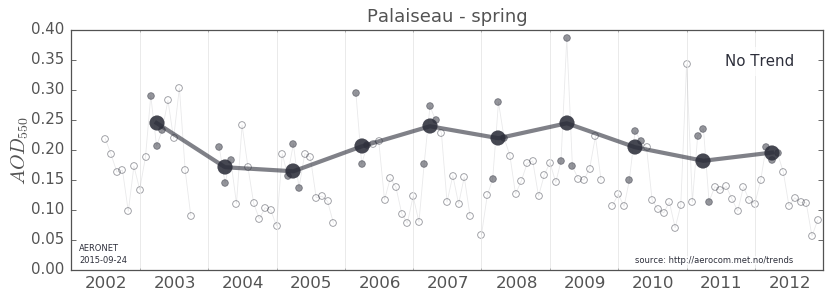 Palaiseau - spring
0.40
0.35
0.30
0.25
0.20
0.15
0.10
0.05
0.00
AOD550
No Trend
AERONET
2015-09-24
source: http://aerocom.met.no/trends
2002 2003 2004 2005 2006 2007 2008 2009 2010 2011 2012